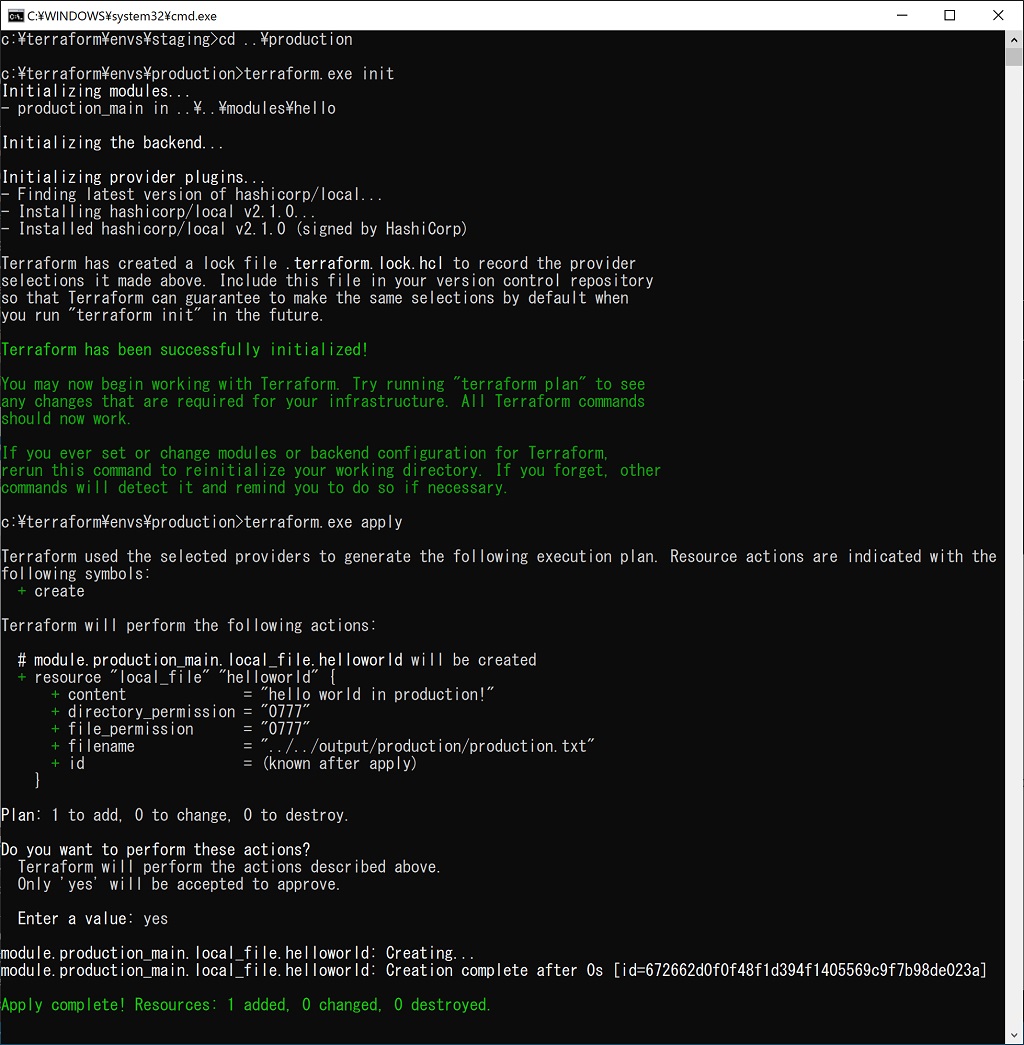 C:¥WINDOWS¥system32¥cmd.exe
c:¥terraform¥envs¥staging>cd ..¥production
c:¥terraform¥envs¥production>terraform.exe init
Initializing modules...
- production_main in ..¥..¥modules¥hello
Initializing the backend...
Initializing provider plugins...
- Finding latest version of hashicorp/local...
- Installing hashicorp/local v2.1.0...
- Installed hashicorp/local v2.1.0 (signed by HashiCorp)
Terraform has created a lock file .terraform.lock.hcl to record the provider
selections it made above. Include this file in your version control repository
so that Terraform can guarantee to make the same selections by default when
you run "terraform init" in the future.
Terraform has been successfully initialized!
You may now begin working with Terraform. Try running "terraform plan" to see
any changes that are required for your infrastructure. All Terraform commands
should now work.
If you ever set or change modules or backend configuration for Terraform,
rerun this command to reinitialize your working directory. If you forget, other
commands will detect it and remind you to do so if necessary.
c:¥terraform¥envs¥production>terraform.exe apply
Terraform used the selected providers to generate the following execution plan. Resource actions are indicated with the
following symbols:
  + create
Terraform will perform the following actions:
  # module.production_main.local_file.helloworld will be created
  + resource "local_file" "helloworld" {
      + content              = "hello world in production!"
      + directory_permission = "0777"
      + file_permission      = "0777"
      + filename             = "../../output/production/production.txt"
      + id                   = (known after apply)
    }
Plan: 1 to add, 0 to change, 0 to destroy.
Do you want to perform these actions?
  Terraform will perform the actions described above.
  Only 'yes' will be accepted to approve.
  Enter a value: yes
module.production_main.local_file.helloworld: Creating...
module.production_main.local_file.helloworld: Creation complete after 0s [id=672662d0f0f48f1d394f1405569c9f7b98de023a]
Apply complete! Resources: 1 added, 0 changed, 0 destroyed.